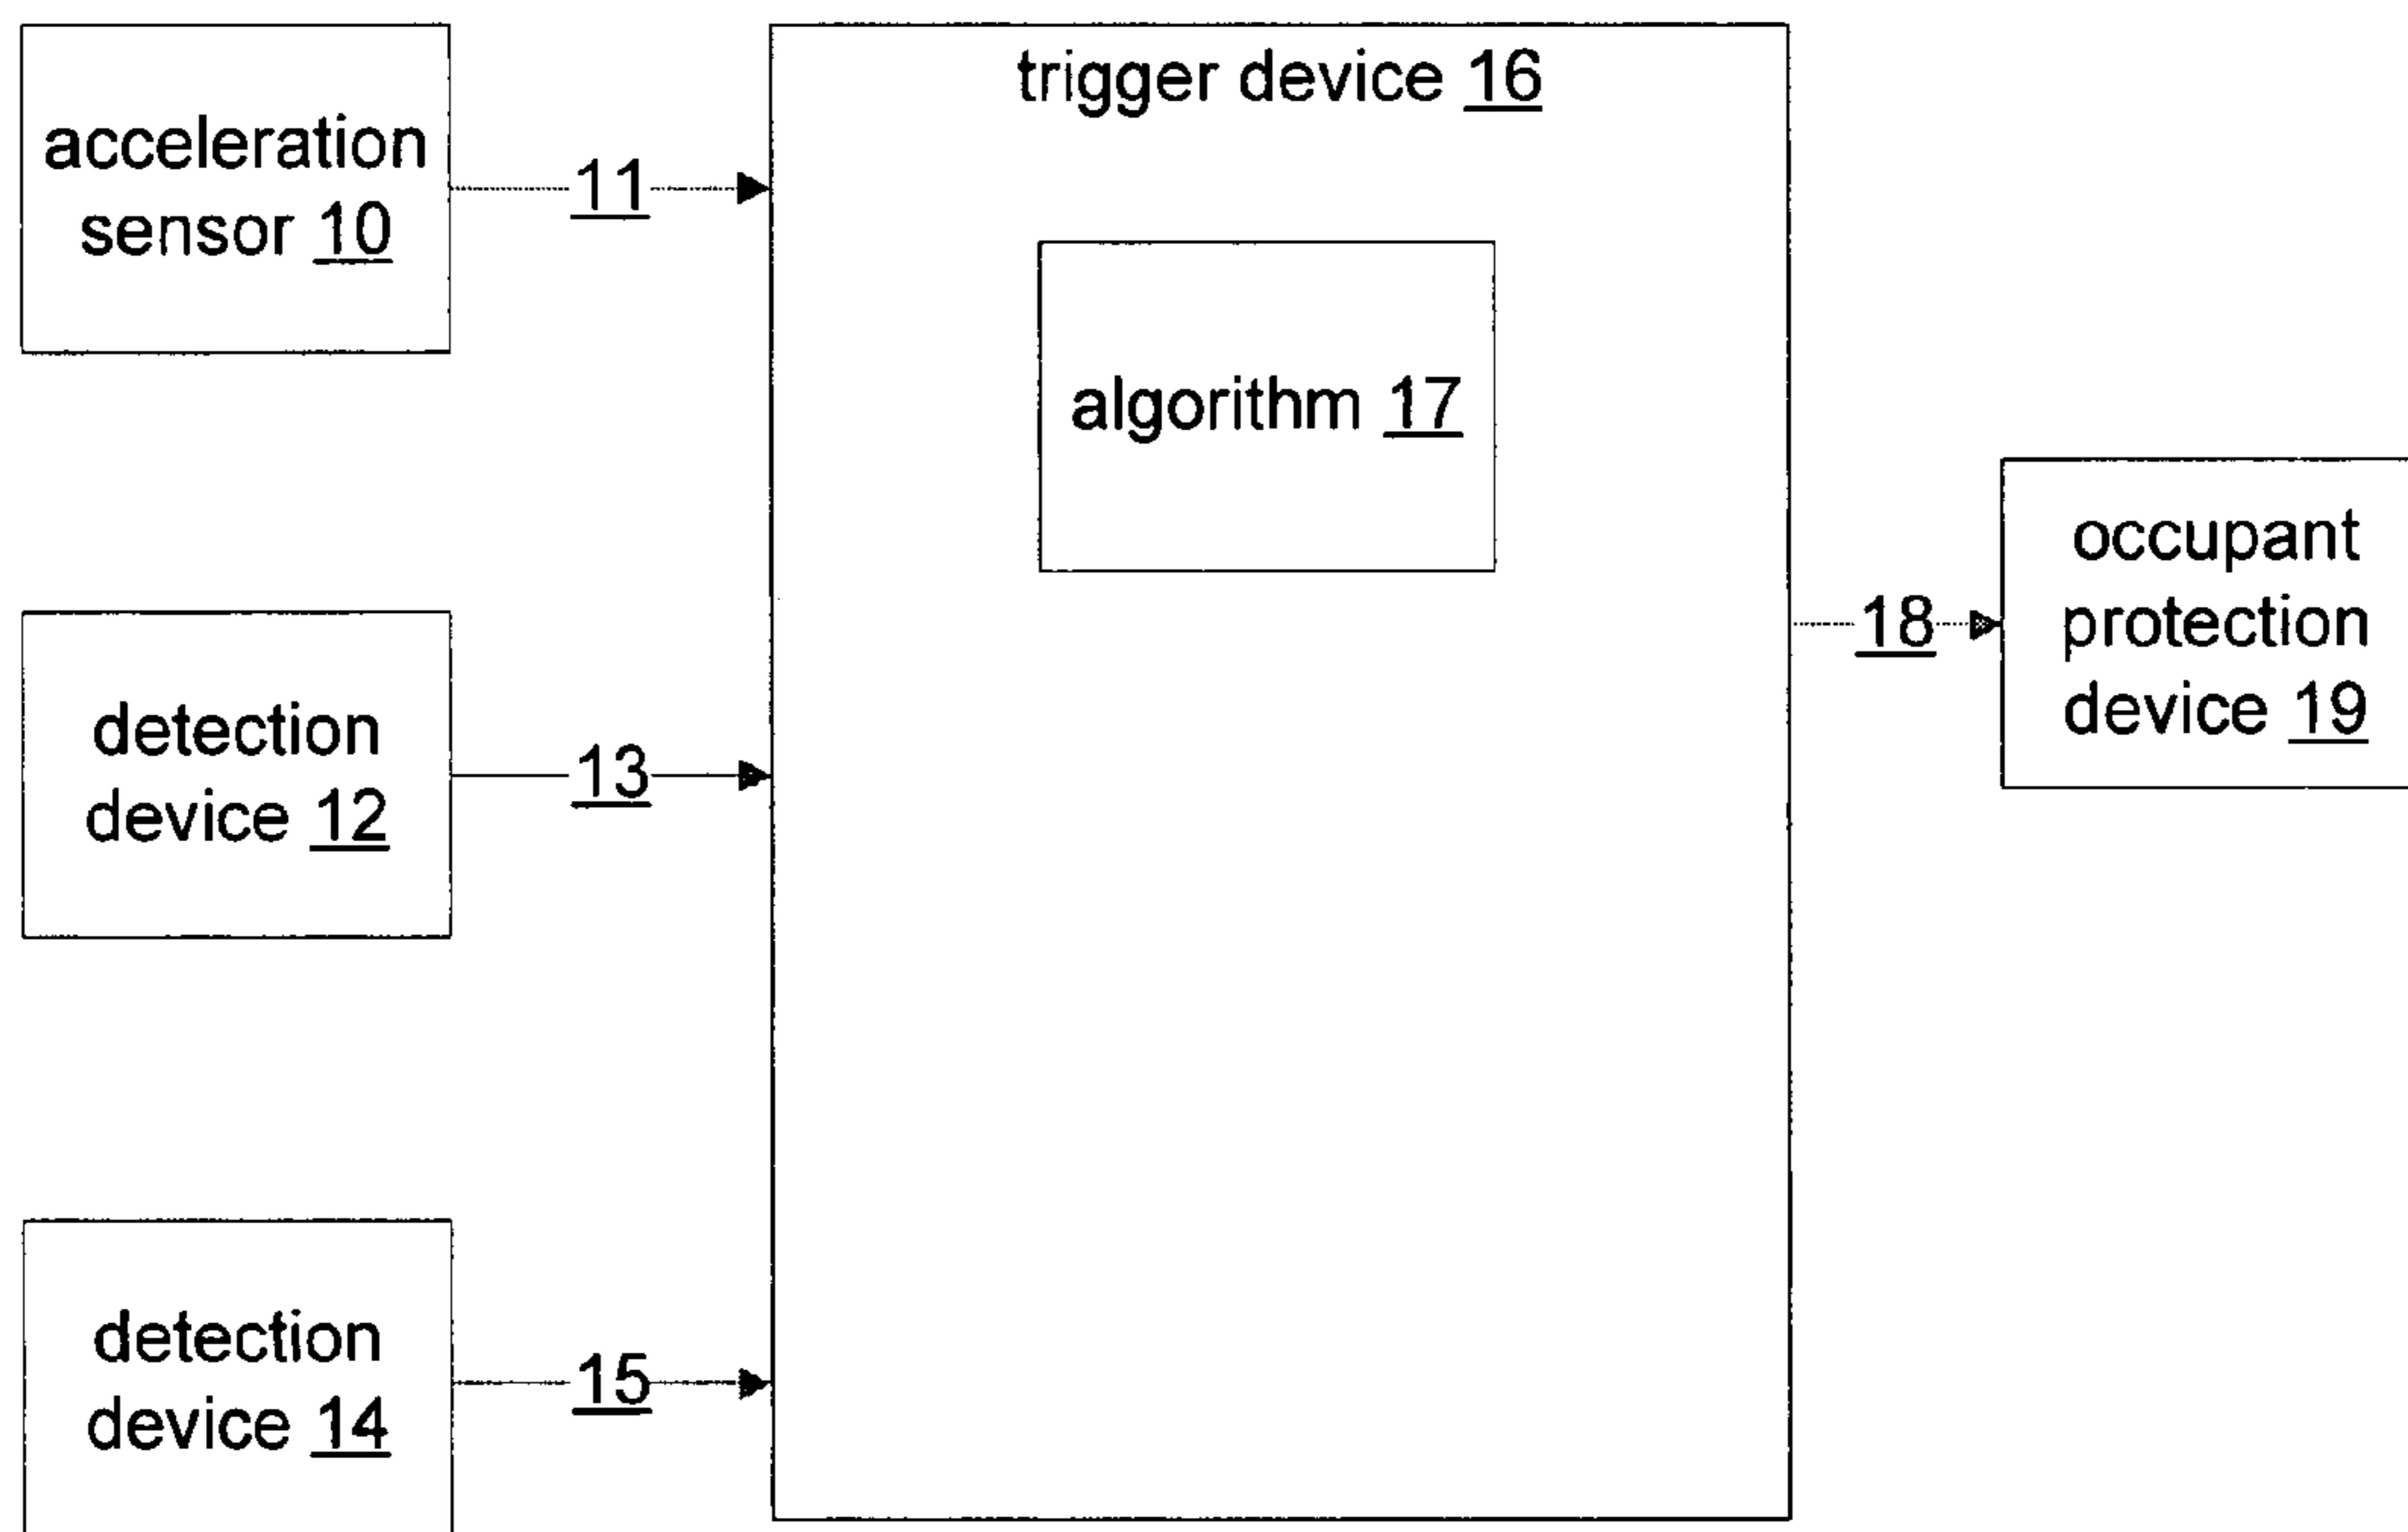 acceleration
sensor 10
11
trigger device 16
algorithm 17
detection
device 12
13
18
occupant
protection
device 19
detection
device 14
15